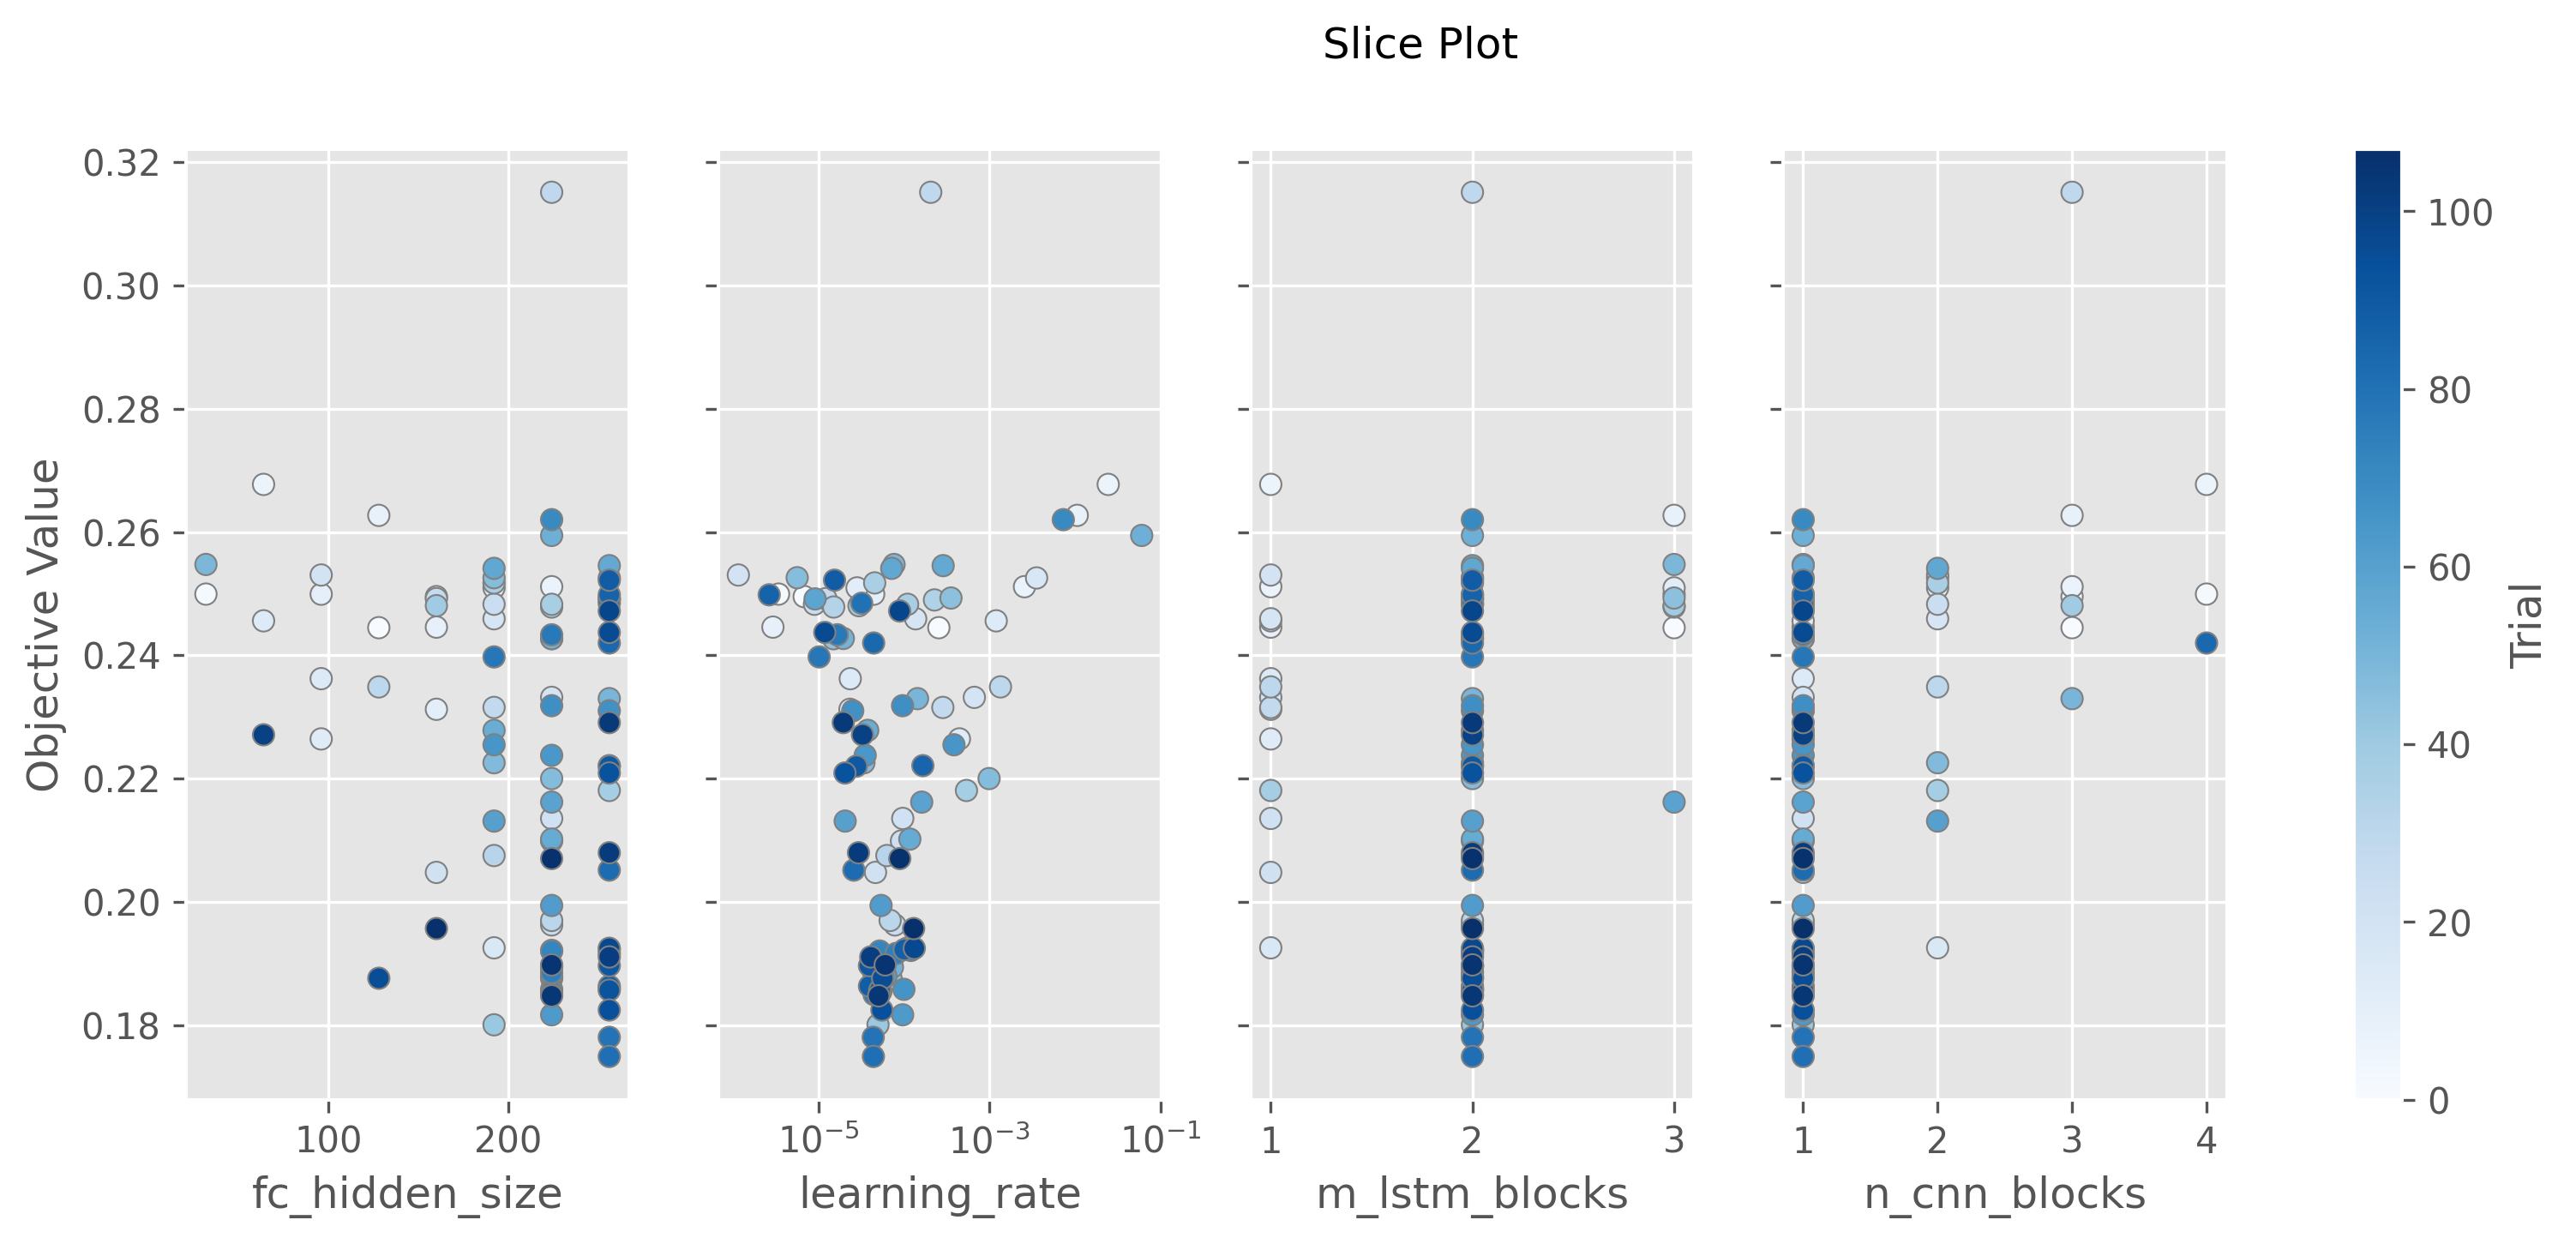 Slice Plot
Objective Value
0.32
0.30
0.28
0.26
0.24
0.22
0.20
0.18
100 200
fc_hidden_size
10⁻⁵ 10⁻³ 10⁻¹
learning_rate
1 2 3
m_lstm_blocks
1 2 3 4
n_cnn_blocks
100
80
60
40
20
0
Trial